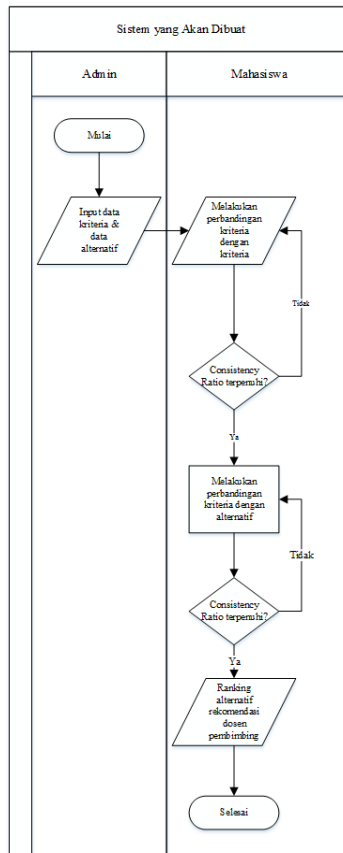 Sistem yang Akan Dibuat
Admin
Mahasiswa
Mulai
Input data
kriteria &
data
alternatif
Melakukan
perbandingan
kriteria
dengan
kriteria
Tidak
Consistency
Ratio terpenuhi?
Ya
Melakukan
perbandingan
kriteria dengan
alternatif
Tidak
Consistency
Ratio terpenuhi?
Ya
Ranking
alternatif
rekomendasi
dosen
pembimbing
Selesai